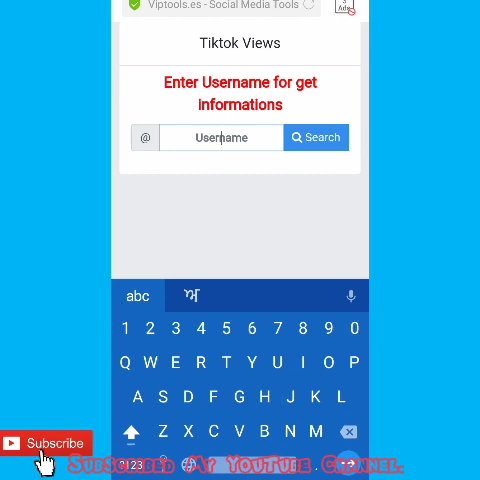 Viptools.es - Social Media Tools
Ads
Tiktok Views
Enter Username for get
Informations
@ Username Search
abc ਅ
1 2 3 4 5 6 7 8 9 0
Q W E R T Y U I O P
A S D F G H J K L
Z X C V B N M
Subscribe
?123 .
Subscribed My YouTube Channel.